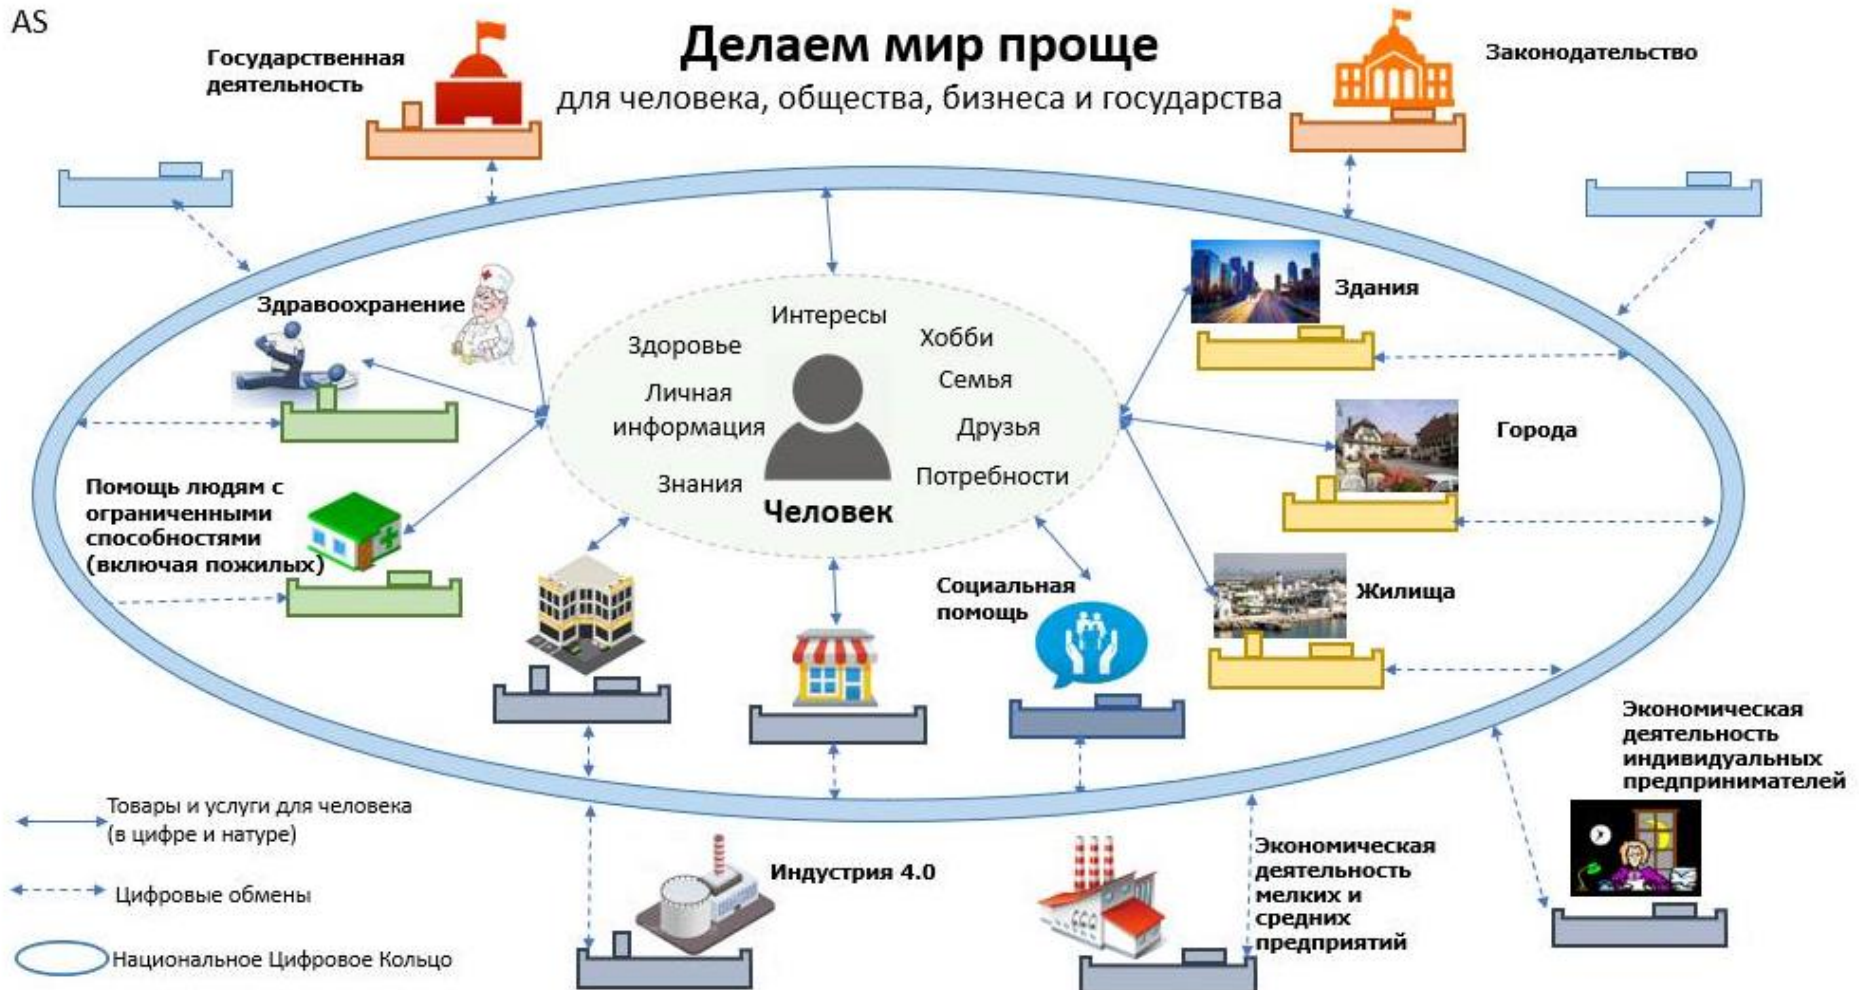 AS
Делаем мир проще
для человека, общества, бизнеса и государства
Государственная
деятельность
Законодательство
Здравоохранение
Интересы
Здоровье
Хобби
Личная
информация
Семья
Друзья
Знания
Потребности
Человек
Здания
Города
Жилища
Помощь людям с
ограниченными
способностями
(включая пожилых)
Социальная
помощь
Экономическая
деятельность
индивидуальных
предпринимателей
Товары и услуги для человека
(в цифре и натуре)
Цифровые обмены
Национальное Цифровое Кольцо
Индустрия 4.0
Экономическая
деятельность
мелких и
средних
предприятий